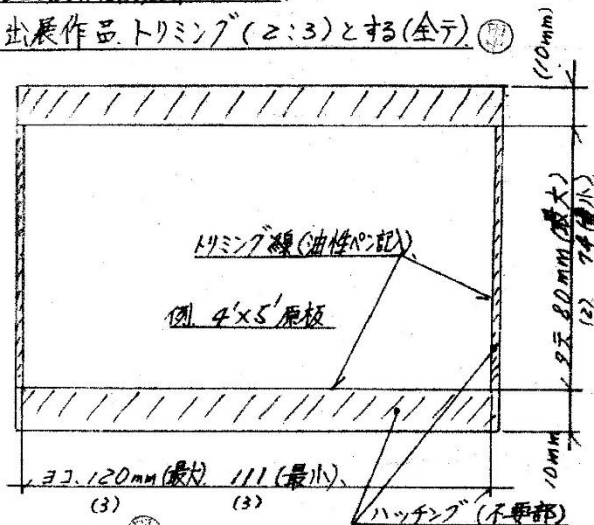 出展作品.トリミング(2:3)とする(全テ)
(10mm)
トリミング線(油性ペン記入)
例. 4'×5'原板
タテ 80mm(最大)
74(最小)
(2)
10mm
ヨコ.120mm(最大). 111(最小).
(3) (3)
ハッチング(不要部)